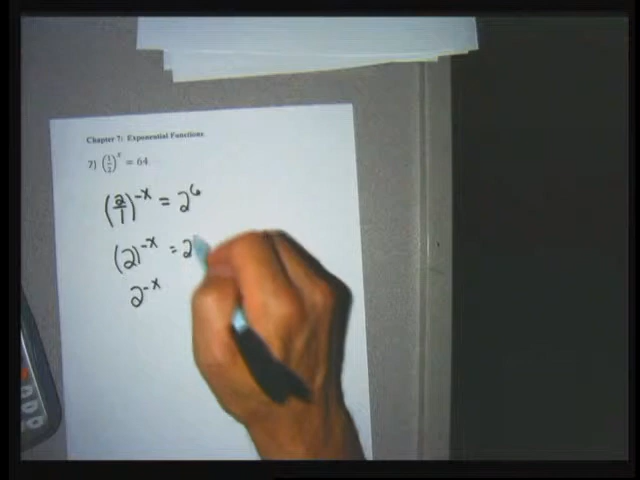 Chapter 7: Exponential Functions
7) (1/2)^x = 64
(2/1)^-x = 2^6
(2)^-x = 2
2^-x